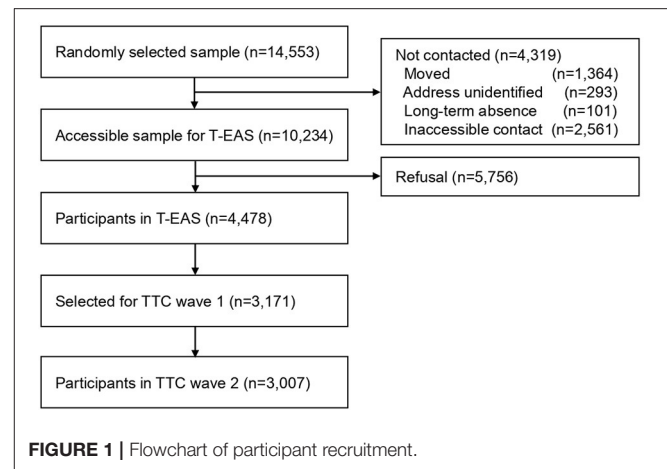 Randomly selected sample (n=14,553)
Not contacted (n=4,319)
Moved (n=1,364)
Address unidentified (n=293)
Long-term absence (n=101)
Inaccessible contact (n=2,561)
Accessible sample for T-EAS (n=10,234)
Refusal (n=5,756)
Participants in T-EAS (n=4,478)
Selected for TTC wave 1 (n=3,171)
Participants in TTC wave 2 (n=3,007)
FIGURE 1 | Flowchart of participant recruitment.